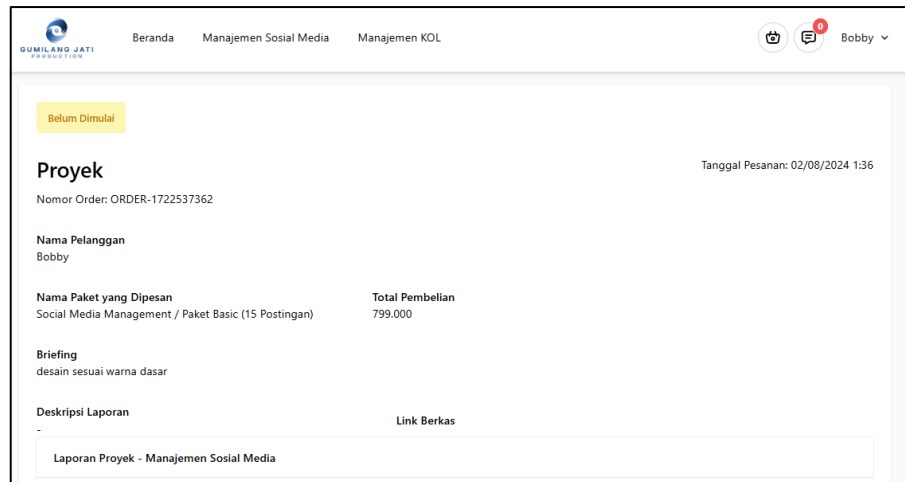 GUMILANG JATI
PRODUCTION
Beranda
Manajemen Sosial Media
Manajemen KOL
0
Bobby
Belum Dimulai
Proyek
Tanggal Pesanan: 02/08/2024 1:36
Nomor Order: ORDER-1722537362
Nama Pelanggan
Bobby
Nama Paket yang Dipesan
Social Media Management / Paket Basic (15 Postingan)
Total Pembelian
799.000
Briefing
desain sesuai warna dasar
Deskripsi Laporan
-
Link Berkas
Laporan Proyek - Manajemen Sosial Media